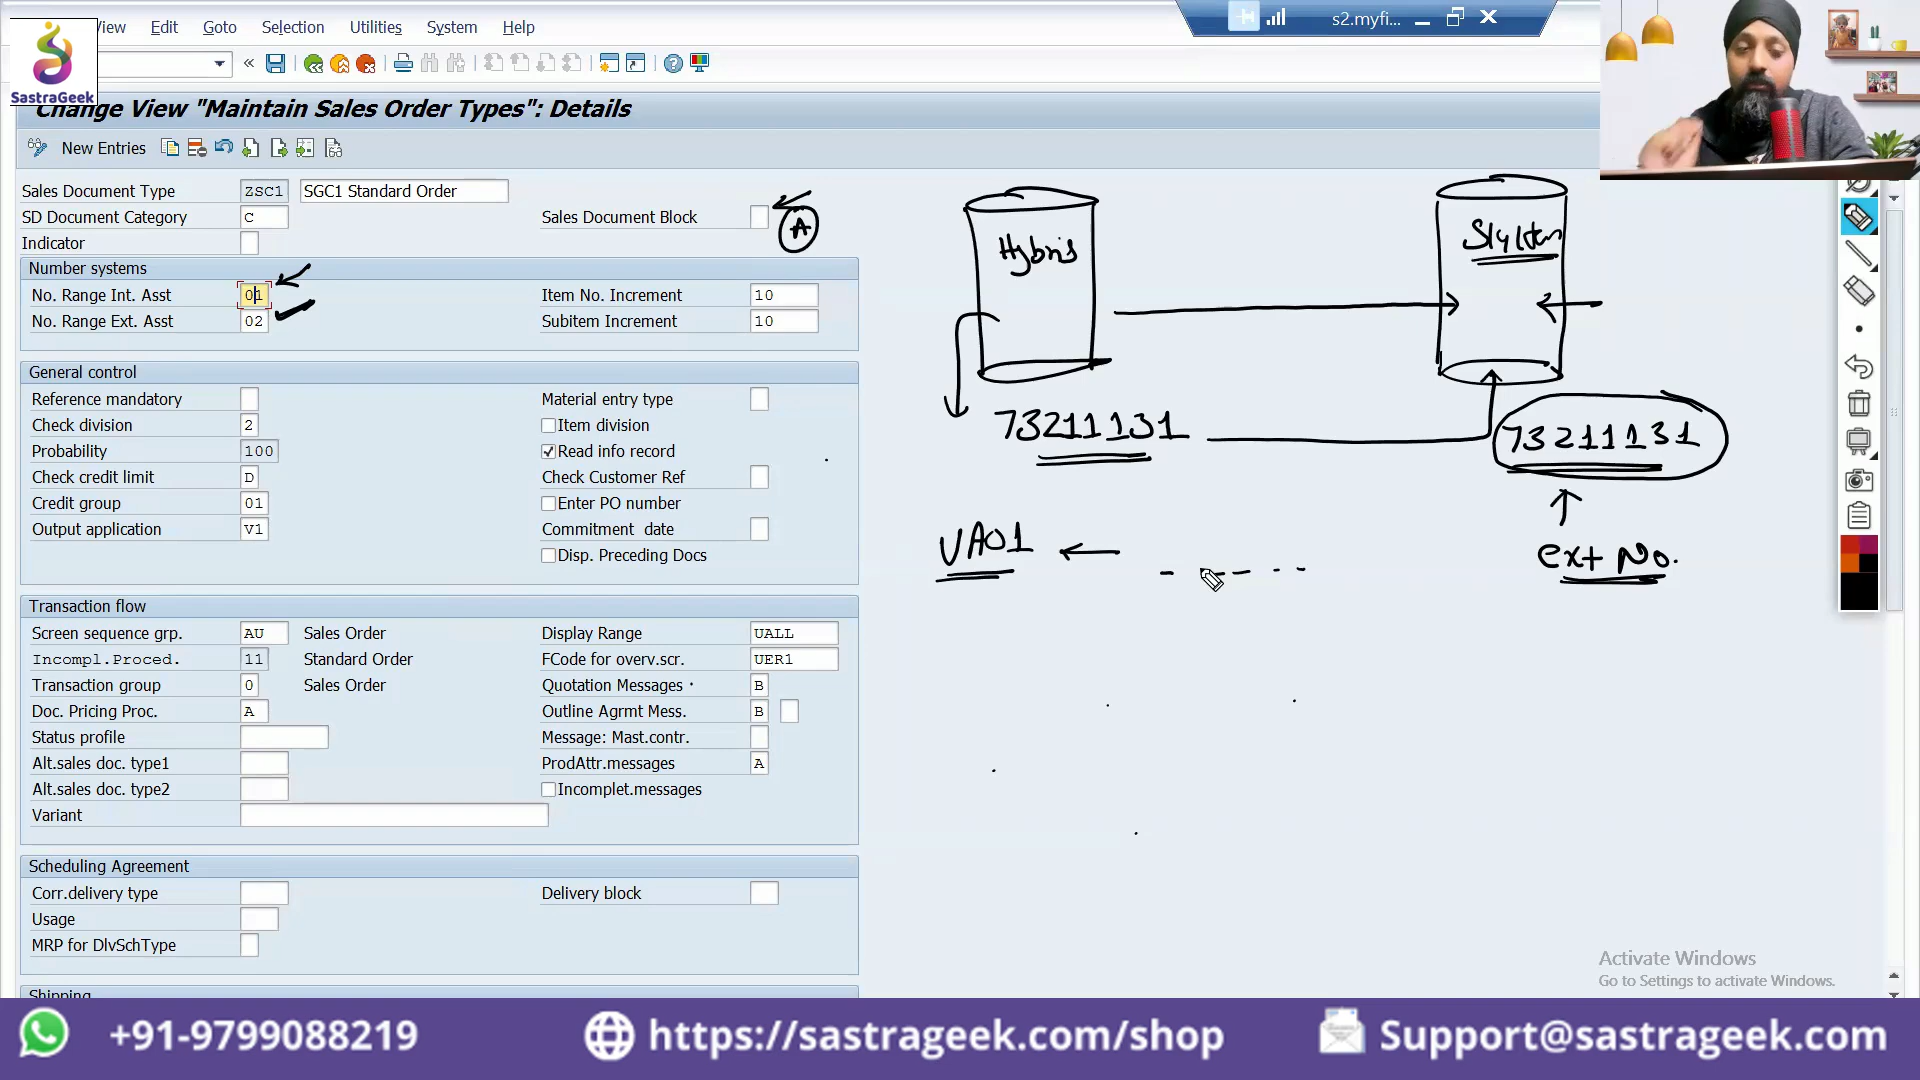 View Edit Goto Selection Utilities System Help
s2.myfi...
SastraGeek
Change View "Maintain Sales Order Types": Details
New Entries
Sales Document Type ZSC1 SGC1 Standard Order
SD Document Category C Sales Document Block
A
Indicator
Number systems
No. Range Int. Asst 01 Item No. Increment 10
No. Range Ext. Asst 02 Subitem Increment 10
General control
Reference mandatory Material entry type
Check division 2 Item division
Probability 100 Read info record
Check credit limit D Check Customer Ref
Credit group 01 Enter PO number
Output application V1 Commitment date
Disp. Preceding Docs
Transaction flow
Screen sequence grp. AU Sales Order Display Range UALL
Incompl.Proced. 11 Standard Order FCode for overv.scr. UER1
Transaction group 0 Sales Order Quotation Messages B
Doc. Pricing Proc. A Outline Agrmt Mess. B
Status profile Message: Mast.contr.
Alt.sales doc. type1 ProdAttr.messages A
Alt.sales doc. type2 Incomplet.messages
Variant
Scheduling Agreement
Corr.delivery type Delivery block
Usage
MRP for DlvSchType
Shipping
Hybris
73211131
73211131
VA01
ext No.
Activate Windows
Go to Settings to activate Windows.
+91-9799088219 https://sastrageek.com/shop Support@sastrageek.com